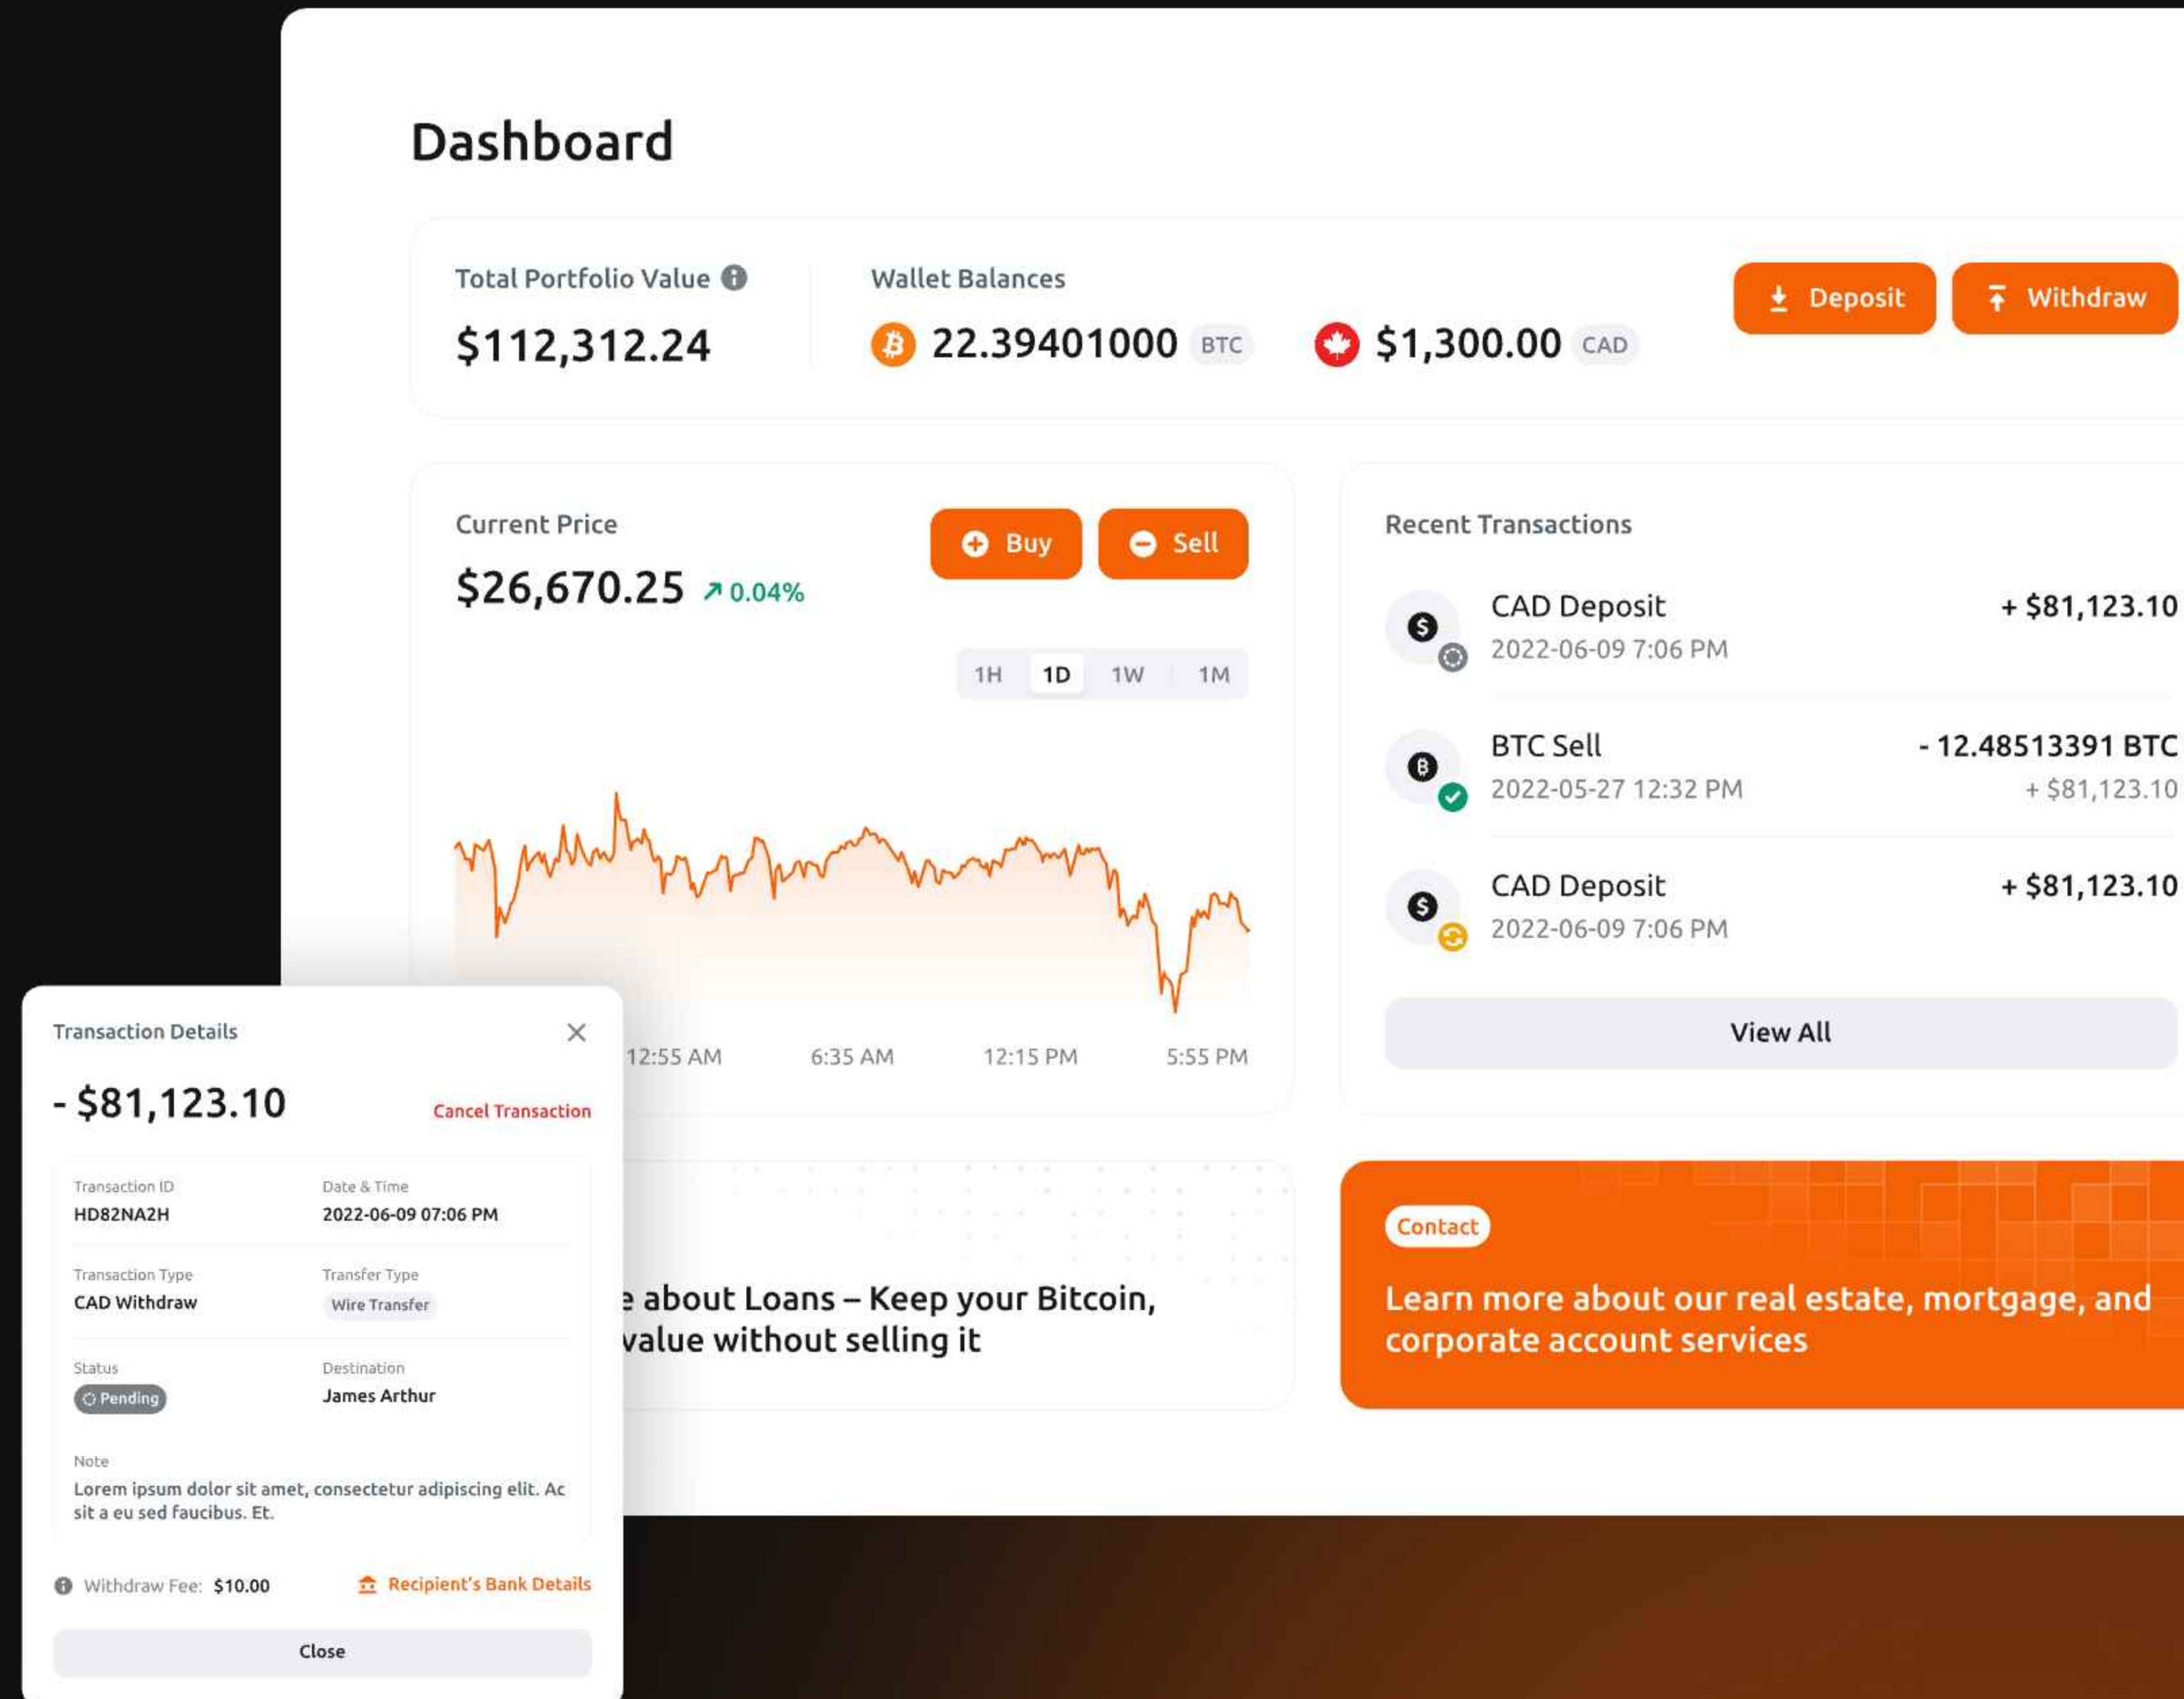 Dashboard
Total Portfolio Value
$112,312.24
Wallet Balances
22.39401000 BTC
$1,300.00 CAD
Deposit
Withdraw
Current Price
$26,670.25 0.04%
Buy
Sell
1H 1D 1W 1M
12:55 AM 6:35 AM 12:15 PM 5:55 PM
Recent Transactions
CAD Deposit + $81,123.10
2022-06-09 7:06 PM
BTC Sell - 12.48513391 BTC
2022-05-27 12:32 PM + $81,123.10
CAD Deposit + $81,123.10
2022-06-09 7:06 PM
View All
about Loans – Keep your Bitcoin,
value without selling it
Contact
Learn more about our real estate, mortgage, and
corporate account services
Transaction Details
- $81,123.10 Cancel Transaction
Transaction ID Date & Time
HD82NA2H 2022-06-09 07:06 PM
Transaction Type Transfer Type
CAD Withdraw Wire Transfer
Status Destination
Pending James Arthur
Note
Lorem ipsum dolor sit amet, consectetur adipiscing elit. Ac
sit a eu sed faucibus. Et.
Withdraw Fee: $10.00 Recipient's Bank Details
Close